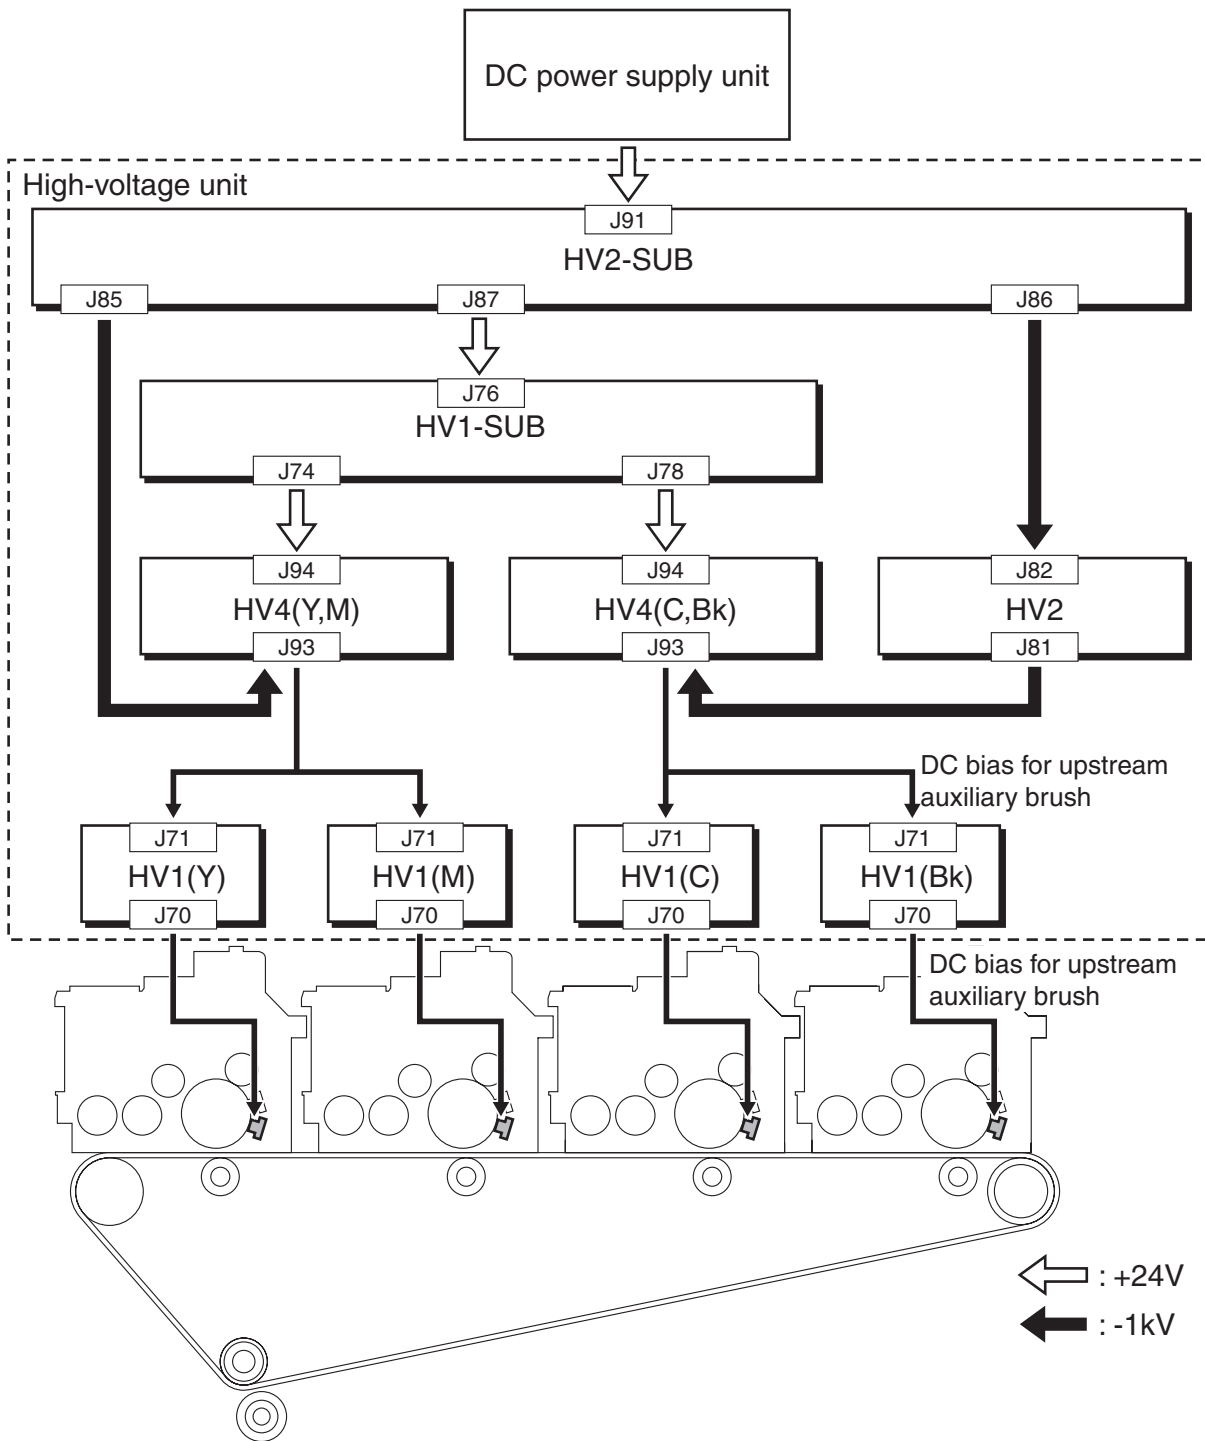 DC power supply unit
High-voltage unit
J91
HV2-SUB
J85
J87
J86
J76
HV1-SUB
J74
J78
J94
J94
J82
HV4(Y,M)
HV4(C,Bk)
HV2
J93
J93
J81
DC bias for upstream
auxiliary brush
J71
J71
J71
J71
HV1(Y)
HV1(M)
HV1(C)
HV1(Bk)
J70
J70
J70
J70
DC bias for upstream
auxiliary brush
: +24V
: -1kV